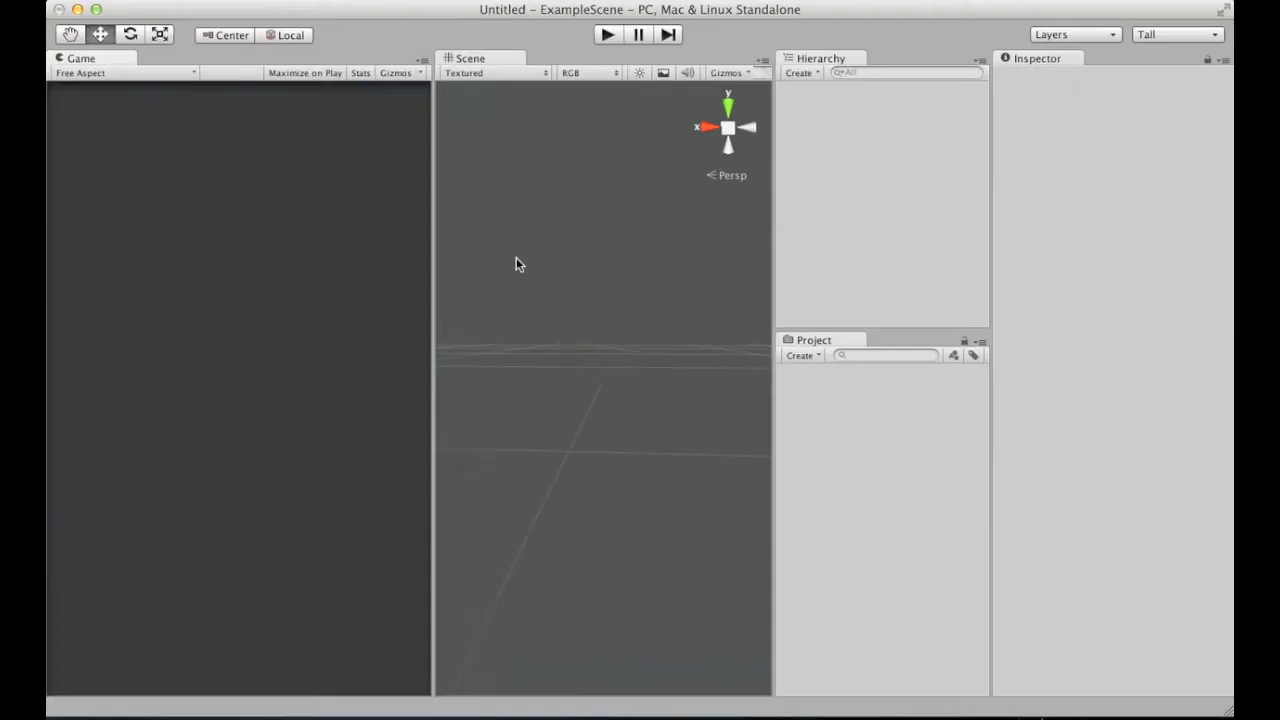 Untitled – ExampleScene – PC, Mac & Linux Standalone
Center Local Layers Tall
Game Scene Hierarchy Inspector
Free Aspect Maximize on Play Stats Gizmos Textured RGB Gizmos Create All
y
x
Persp
Project
Create